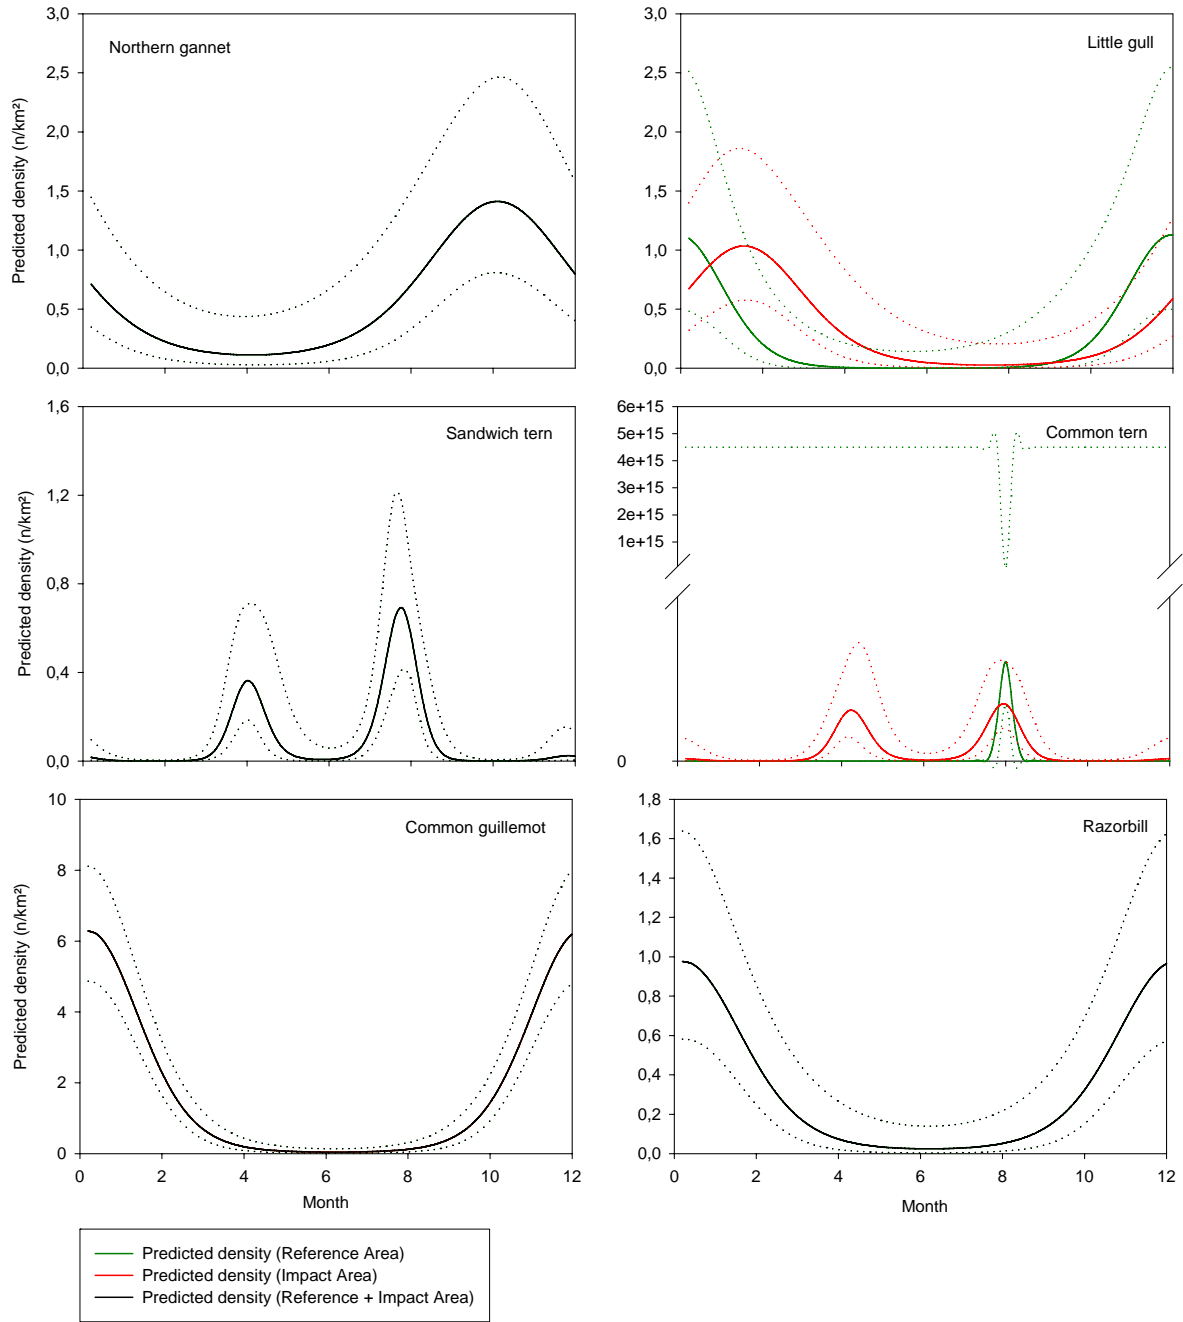 Northern gannet
Predicted density (n/km²)
3,0
2,5
2,0
1,5
1,0
0,5
0,0
Little gull
3,0
2,5
2,0
1,5
1,0
0,5
0,0
Sandwich tern
Predicted density (n/km²)
1,6
1,2
0,8
0,4
0,0
Common tern
6e+15
5e+15
4e+15
3e+15
2e+15
1e+15
0
Common guillemot
Predicted density (n/km²)
10
8
6
4
2
0
0 2 4 6 8 10 12
Month
Razorbill
1,8
1,6
1,4
1,2
1,0
0,8
0,6
0,4
0,2
0,0
0 2 4 6 8 10 12
Month
Predicted density (Reference Area)
Predicted density (Impact Area)
Predicted density (Reference + Impact Area)